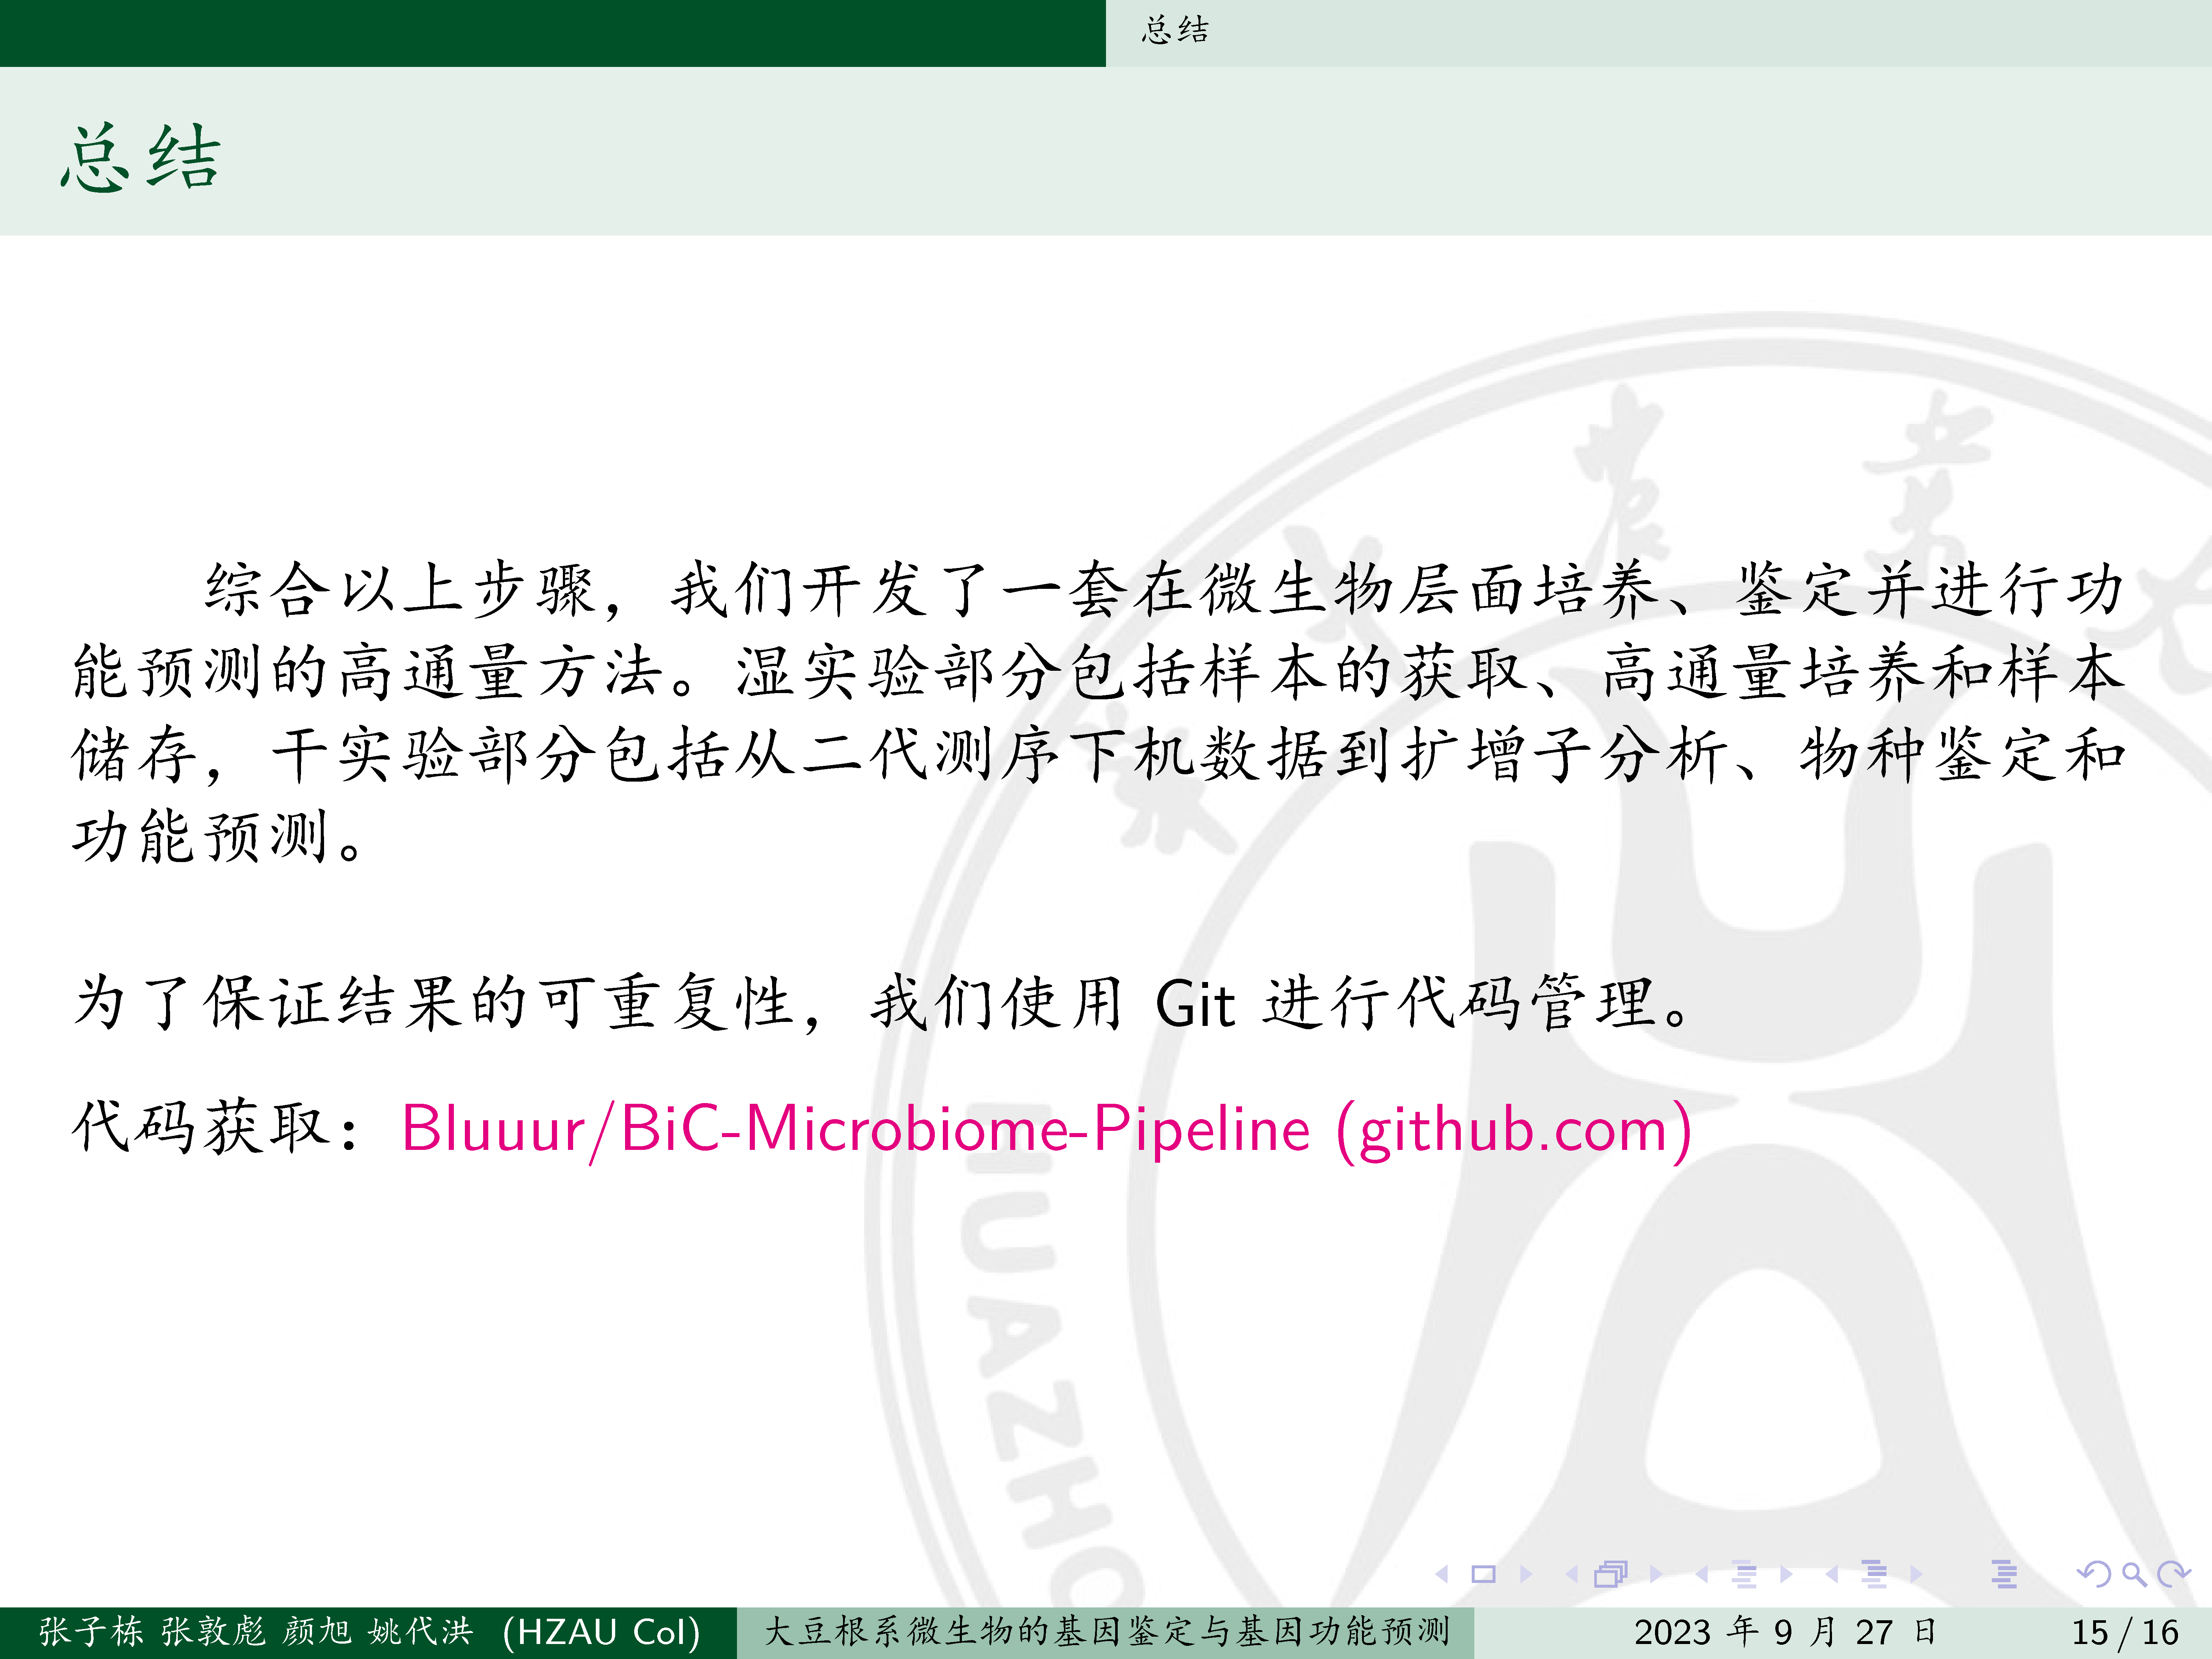 总结
总结
综合以上步骤，我们开发了一套在微生物层面培养、鉴定并进行功
能预测的高通量方法。湿实验部分包括样本的获取、高通量培养和样本
储存，干实验部分包括从二代测序下机数据到扩增子分析、物种鉴定和
功能预测。
为了保证结果的可重复性，我们使用 Git 进行代码管理。
代码获取：Bluuur/BiC-Microbiome-Pipeline (github.com)
HUAZHO
张子栋 张敦彪 颜旭 姚代洪 (HZAU CoI) 大豆根系微生物的基因鉴定与基因功能预测 2023 年 9 月 27 日 15 / 16